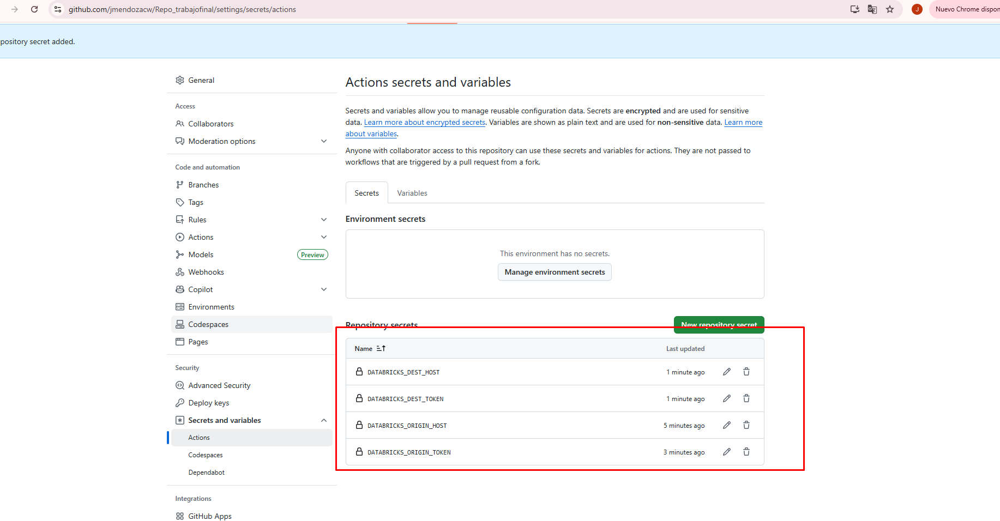 github.com/jmendozacw/Repo_trabajofinal/settings/secrets/actions
J
Nuevo Chrome dispon
pository secret added.
General
Access
Collaborators
Moderation options
Code and automation
Branches
Tags
Rules
Actions
Models
Preview
Webhooks
Copilot
Environments
Codespaces
Pages
Security
Advanced Security
Deploy keys
Secrets and variables
Actions
Codespaces
Dependabot
Integrations
GitHub Apps
Actions secrets and variables
Secrets and variables allow you to manage reusable configuration data. Secrets are encrypted and are used for sensitive
data. Learn more about encrypted secrets. Variables are shown as plain text and are used for non-sensitive data. Learn more
about variables.
Anyone with collaborator access to this repository can use these secrets and variables for actions. They are not passed to
workflows that are triggered by a pull request from a fork.
Secrets
Variables
Environment secrets
This environment has no secrets.
Manage environment secrets
Repository secrets
New repository secret
Name
Last updated
DATABRICKS_DEST_HOST
1 minute ago
DATABRICKS_DEST_TOKEN
1 minute ago
DATABRICKS_ORIGIN_HOST
5 minutes ago
DATABRICKS_ORIGIN_TOKEN
3 minutes ago